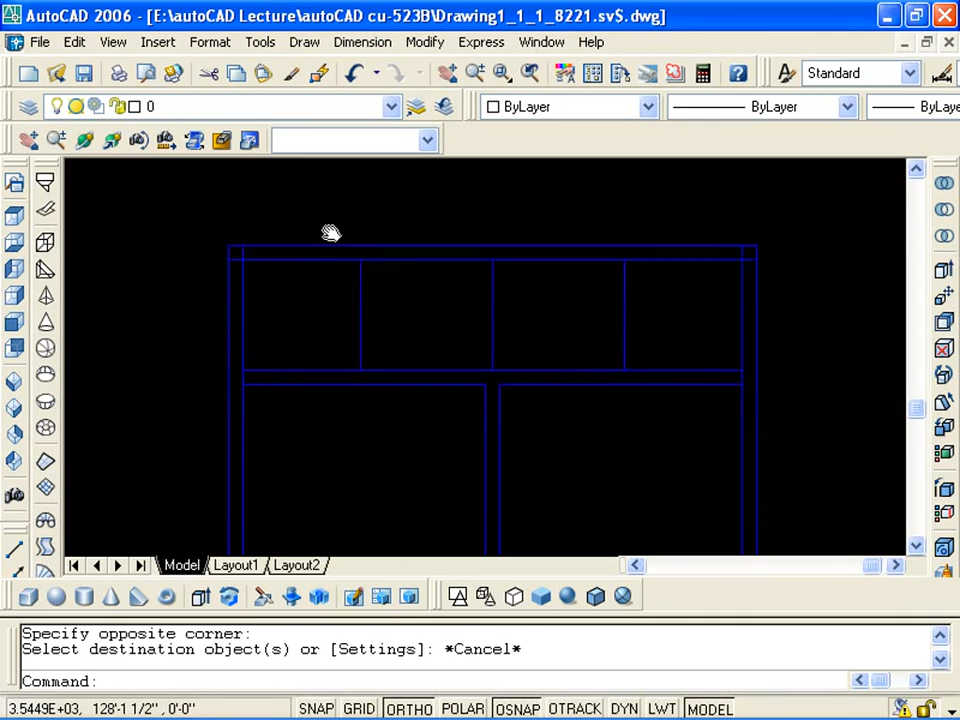 AutoCAD 2006 - [E:\autoCAD Lecture\autoCAD cu-523B\Drawing1_1_1_8221.sv$.dwg]
File Edit View Insert Format Tools Draw Dimension Modify Express Window Help
Standard
0 ByLayer ByLayer ByLaye
Model Layout1 Layout2
Specify opposite corner:
Select destination object(s) or [Settings]: *Cancel*
Command:
3.5449E+03, 128'-1 1/2", 0'-0" SNAP GRID ORTHO POLAR OSNAP OTRACK DYN LWT MODEL